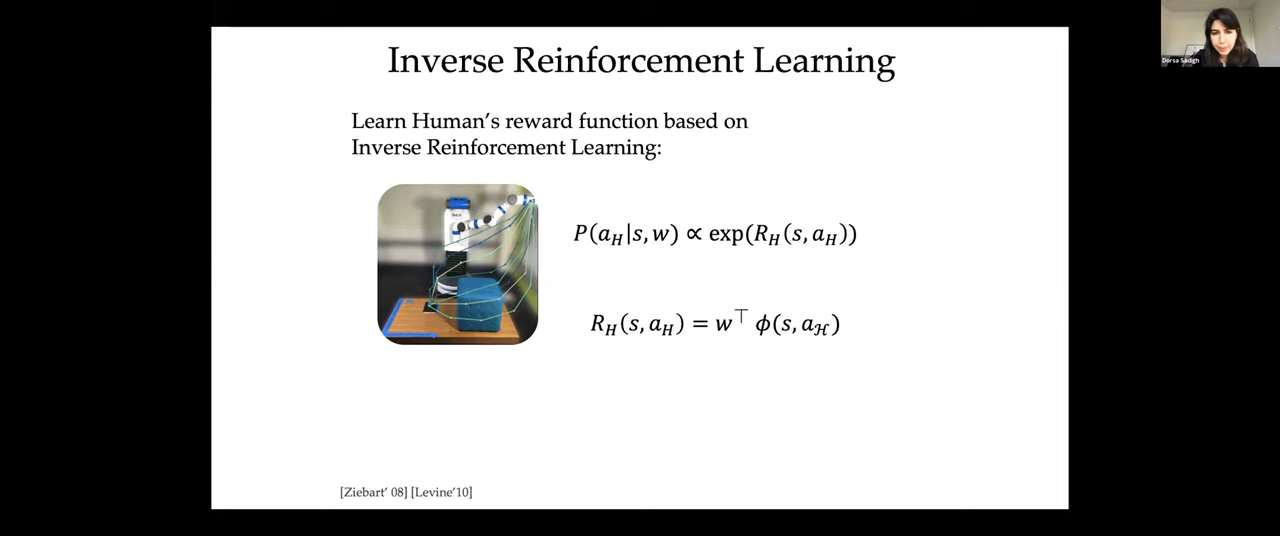 Inverse Reinforcement Learning
Dorsa Sadigh
Learn Human's reward function based on
Inverse Reinforcement Learning:
P(a_H|s, w) ∝ exp(R_H(s, a_H))
R_H(s, a_H) = w^⊤ ϕ(s, a_ℋ)
[Ziebart' 08] [Levine'10]